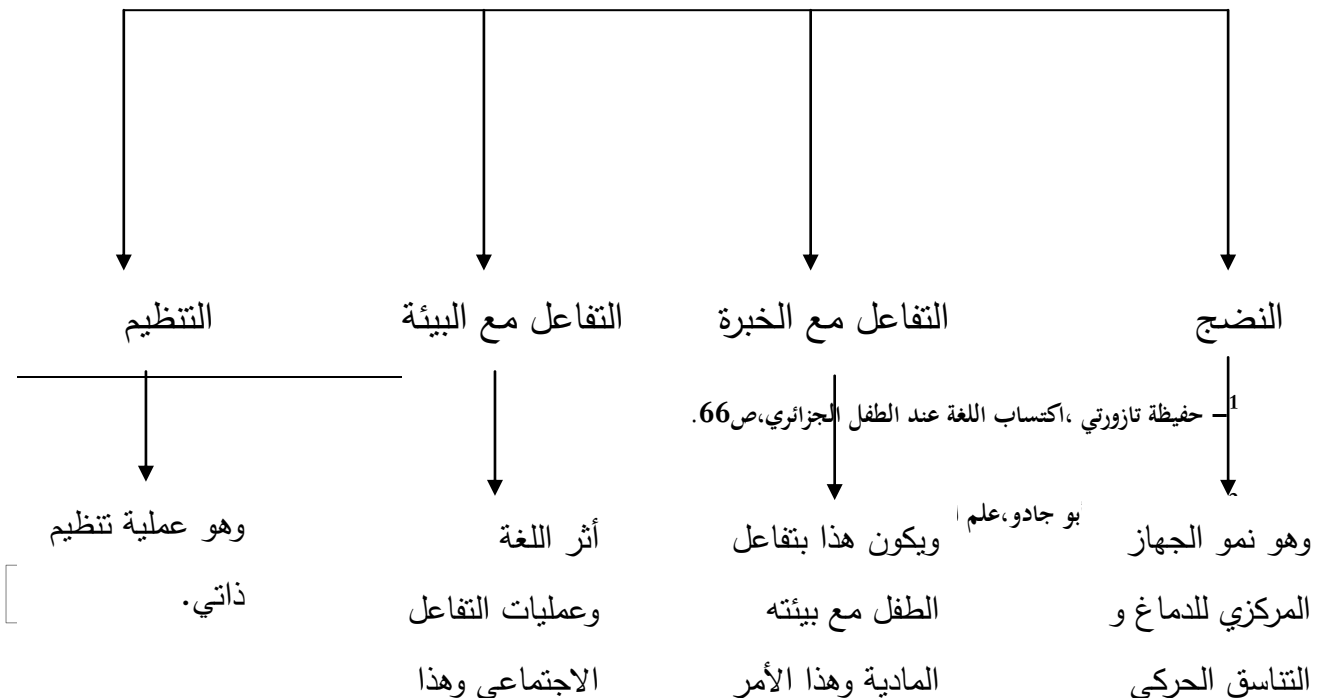 النضج
التفاعل مع الخبرة
التفاعل مع البيئة
التنظيم
1– حفيظة تازورتي ،اكتساب اللغة عند الطفل الجزائري،ص66.
جادو،علم
وهو نمو الجهاز
المركزي للدماغ و
التناسق الحركي
ويكون هذا بتفاعل
الطفل مع بيئته
المادية وهذا الأمر
أثر اللغة
وعمليات التفاعل
الاجتماعي وهذا
وهو عملية تنظيم
ذاتي.